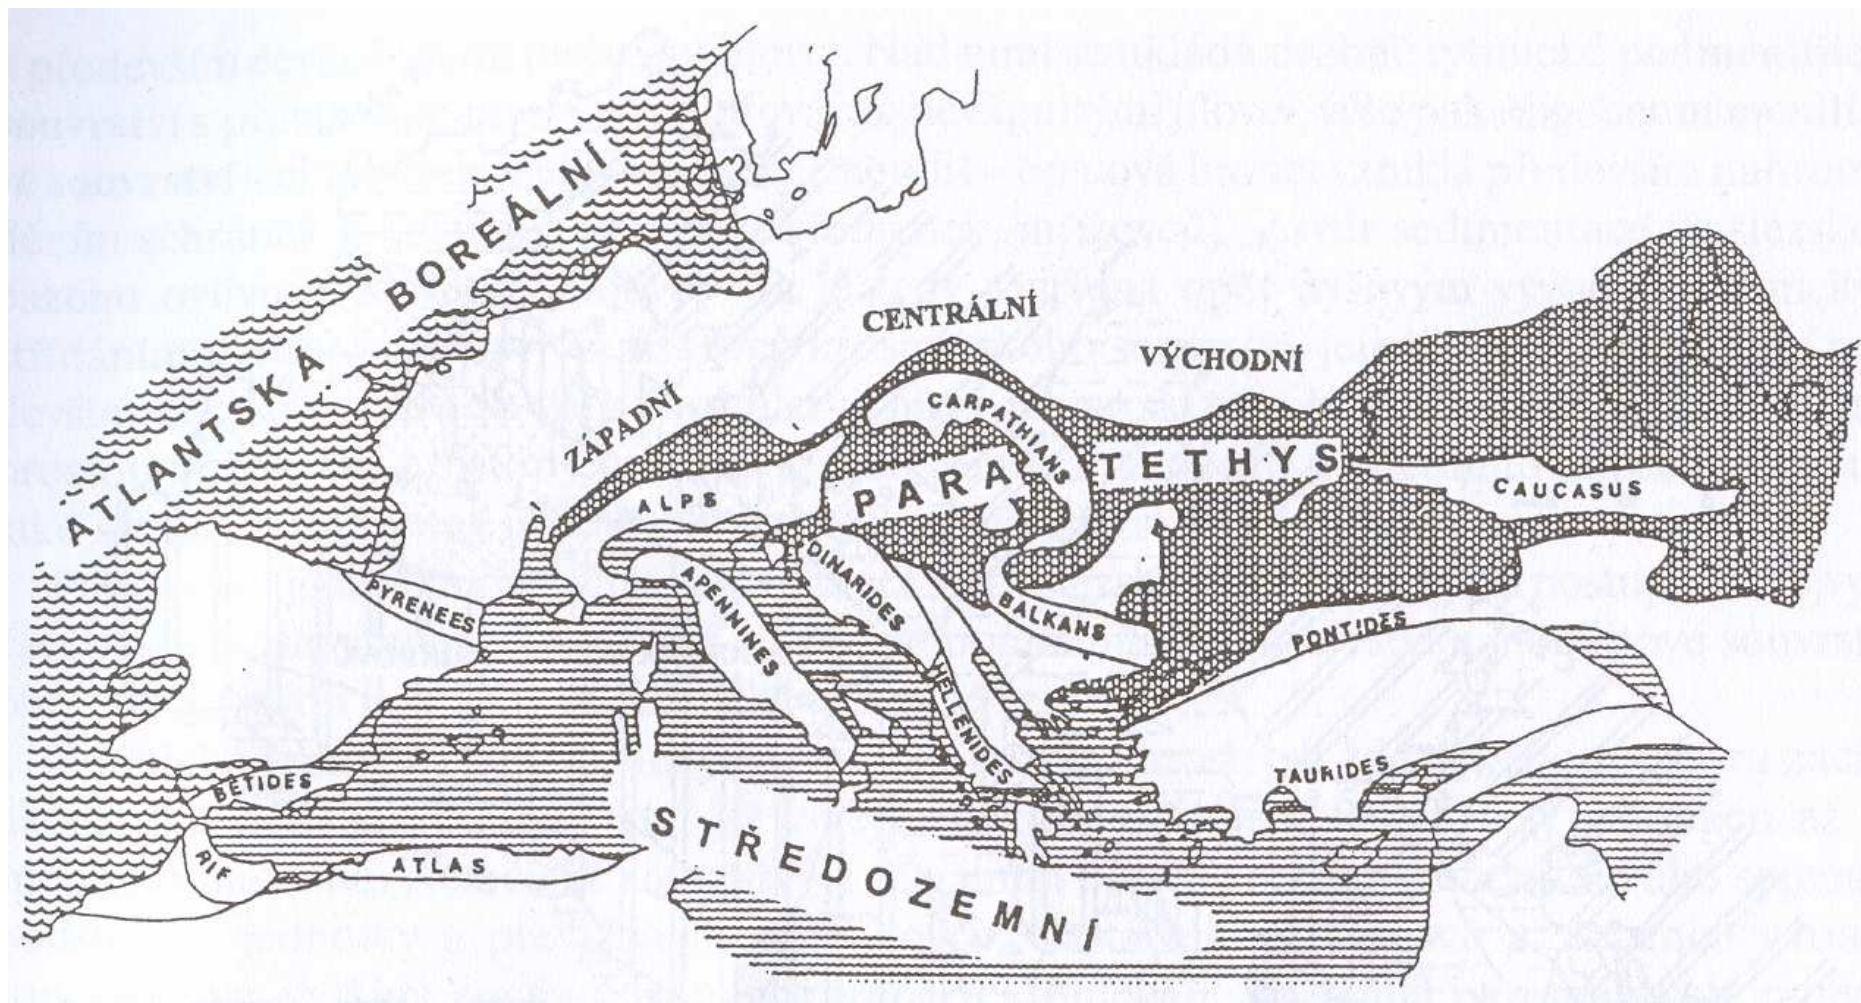 ATLANTSKÁ
BOREÁLNÍ
ZÁPADNÍ
CENTRÁLNÍ
VÝCHODNÍ
CARPATHIANS
PARA
TETHYS
ALPS
CAUCASUS
PYRENEES
APENNINES
DINARIDES
BALKANS
PONTIDES
HELLENIDES
BETIDES
TAURIDES
RIF
ATLAS
STŘEDOZEMNÍ